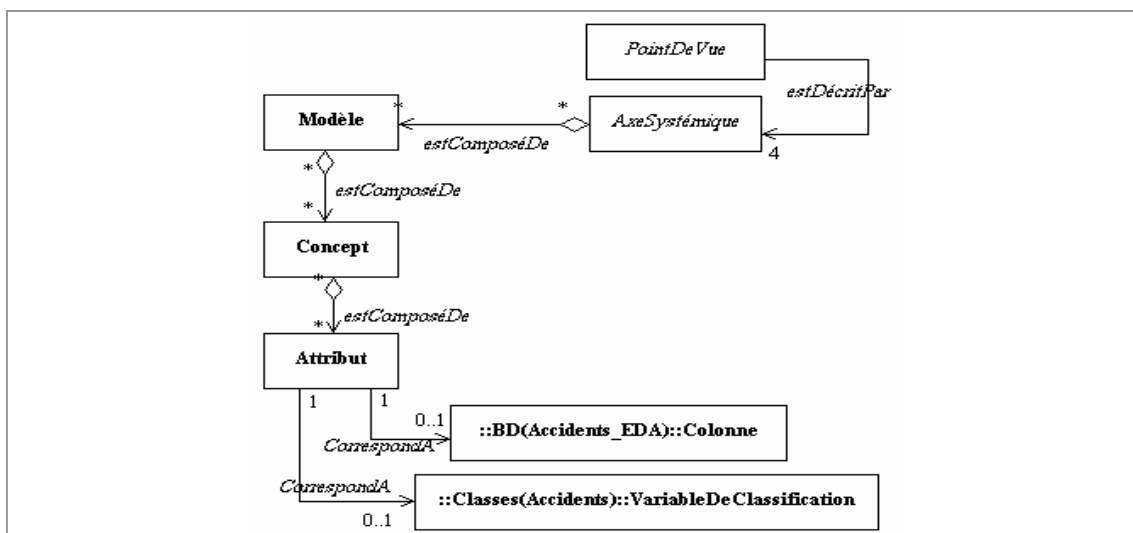 PointDeVue
estDécritPar
Modèle
*
*
AxeSystémique
estComposéDe
4
*
estComposéDe
*
Concept
*
estComposéDe
*
Attribut
1
1
0..1
::BD(Accidents_EDA)::Colonne
CorrespondA
CorrespondA
::Classes(Accidents)::VariableDeClassification
0..1